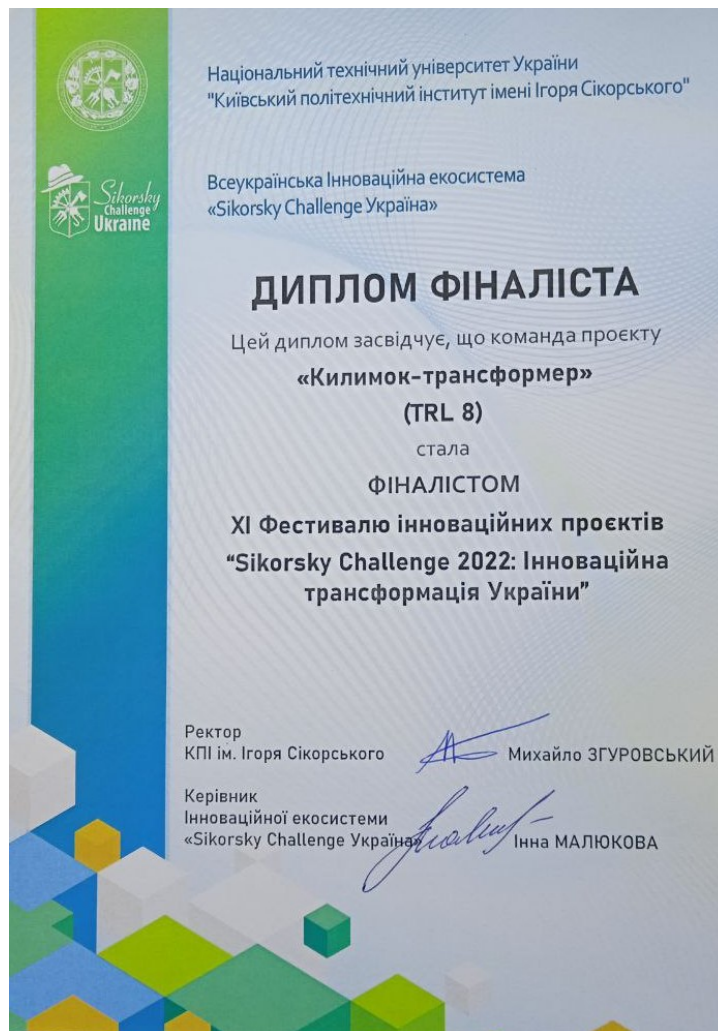 Національний технічний університет України
"Київський політехнічний інститут імені Ігоря Сікорського"
Sikorsky
Challenge
Ukraine
Всеукраїнська Інноваційна екосистема
«Sikorsky Challenge Україна»
ДИПЛОМ ФІНАЛІСТА
Цей диплом засвідчує, що команда проєкту
«Килимок-трансформер»
(TRL 8)
стала
ФІНАЛІСТОМ
XI Фестивалю інноваційних проєктів
“Sikorsky Challenge 2022: Інноваційна
трансформація України”
Ректор
КПІ ім. Ігоря Сікорського
Михайло ЗГУРОВСЬКИЙ
Керівник
Інноваційної екосистеми
«Sikorsky Challenge Україна»
Інна МАЛЮКОВА